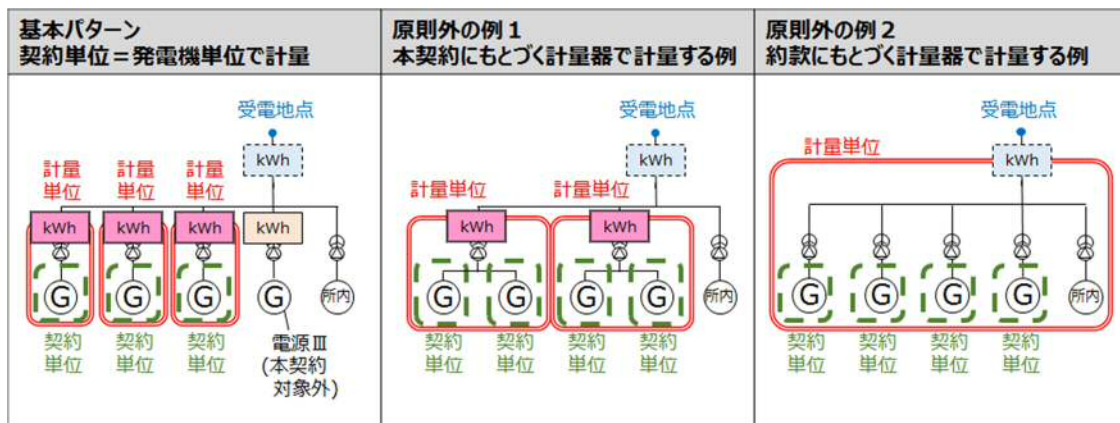 基本パターン
契約単位＝発電機単位で計量
原則外の例１
本契約にもとづく計量器で計量する例
原則外の例２
約款にもとづく計量器で計量する例
受電地点
kWh
計量
単位
計量
単位
計量
単位
kWh
kWh
kWh
kWh
G
G
G
G
所内
契約
単位
契約
単位
契約
単位
電源Ⅲ
(本契約
対象外)
受電地点
kWh
計量単位
計量単位
kWh
kWh
G
G
G
G
所内
契約
単位
契約
単位
契約
単位
契約
単位
受電地点
計量単位
kWh
G
G
G
G
所内
契約
単位
契約
単位
契約
単位
契約
単位